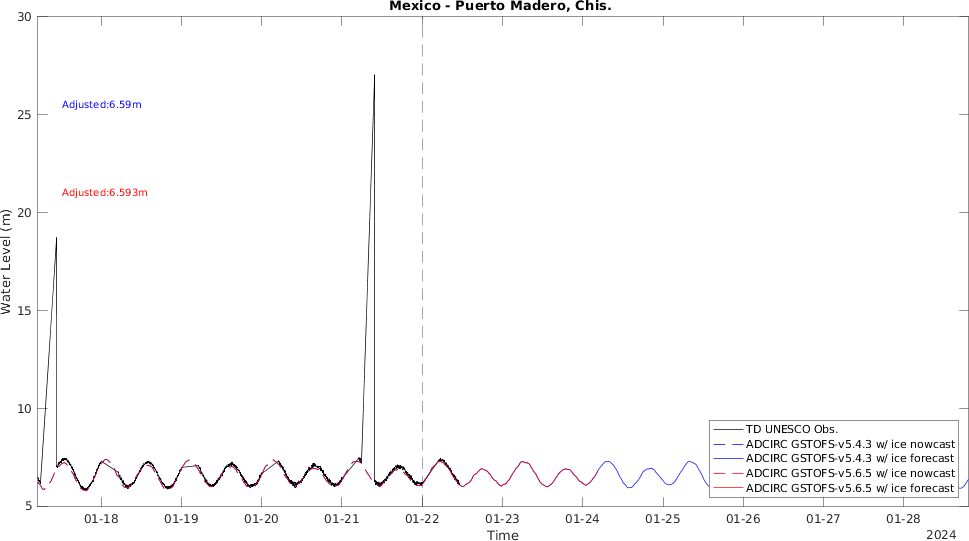 Mexico - Puerto Madero, Chis.
30
25
20
15
10
5
Water Level (m)
Adjusted:6.59m
Adjusted:6.593m
TD UNESCO Obs.
ADCIRC GSTOFS-v5.4.3 w/ ice nowcast
ADCIRC GSTOFS-v5.4.3 w/ ice forecast
ADCIRC GSTOFS-v5.6.5 w/ ice nowcast
ADCIRC GSTOFS-v5.6.5 w/ ice forecast
01-18 01-19 01-20 01-21 01-22 01-23 01-24 01-25 01-26 01-27 01-28
Time
2024